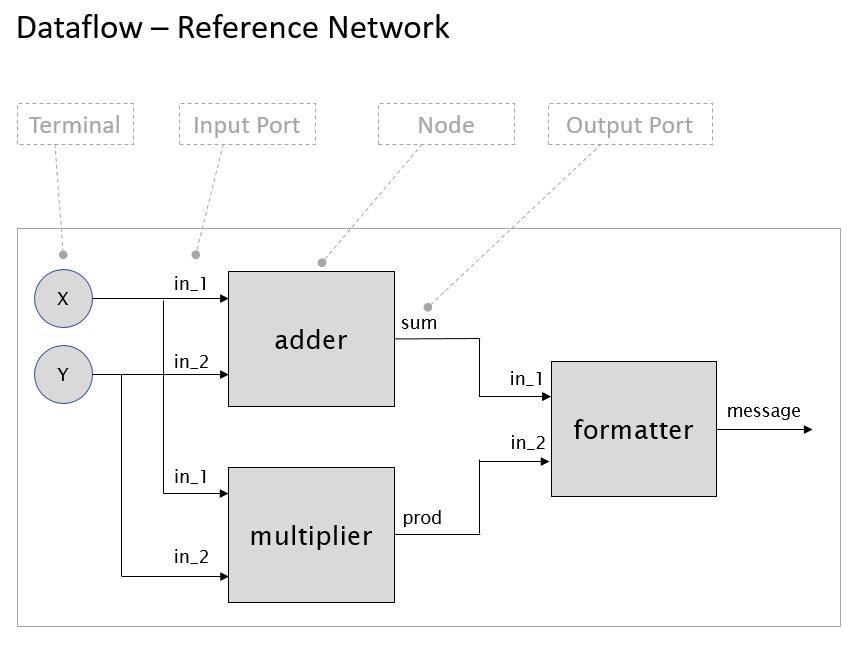 Dataflow – Reference Network
Terminal
Input Port
Node
Output Port
X
in_1
adder
sum
Y
in_2
in_1
formatter
message
in_2
in_1
multiplier
prod
in_2